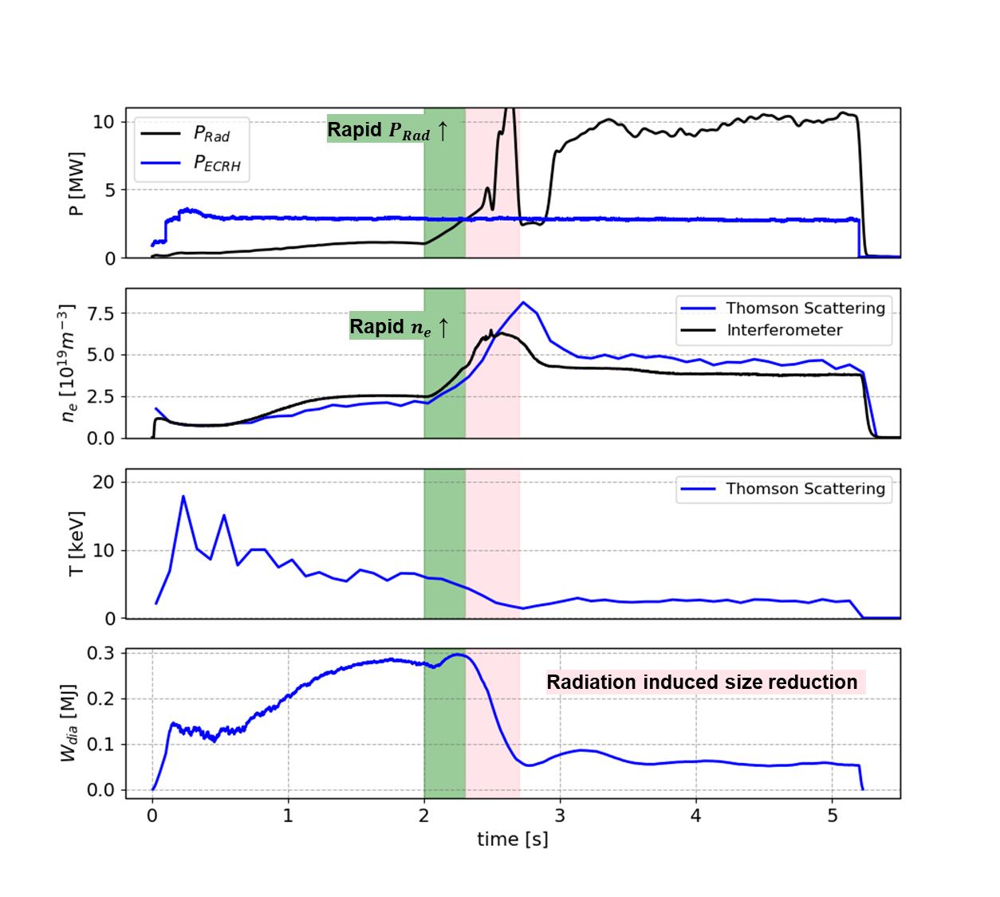 10
5
0
P [MW]
P_Rad
P_ECRH
Rapid P_Rad ↑
7.5
5.0
2.5
0.0
n_e [10^19 m^−3]
Rapid n_e ↑
Thomson Scattering
Interferometer
20
10
0
T [keV]
Thomson Scattering
0.3
0.2
0.1
0.0
W_dia [MJ]
Radiation induced size reduction
0 1 2 3 4 5
time [s]